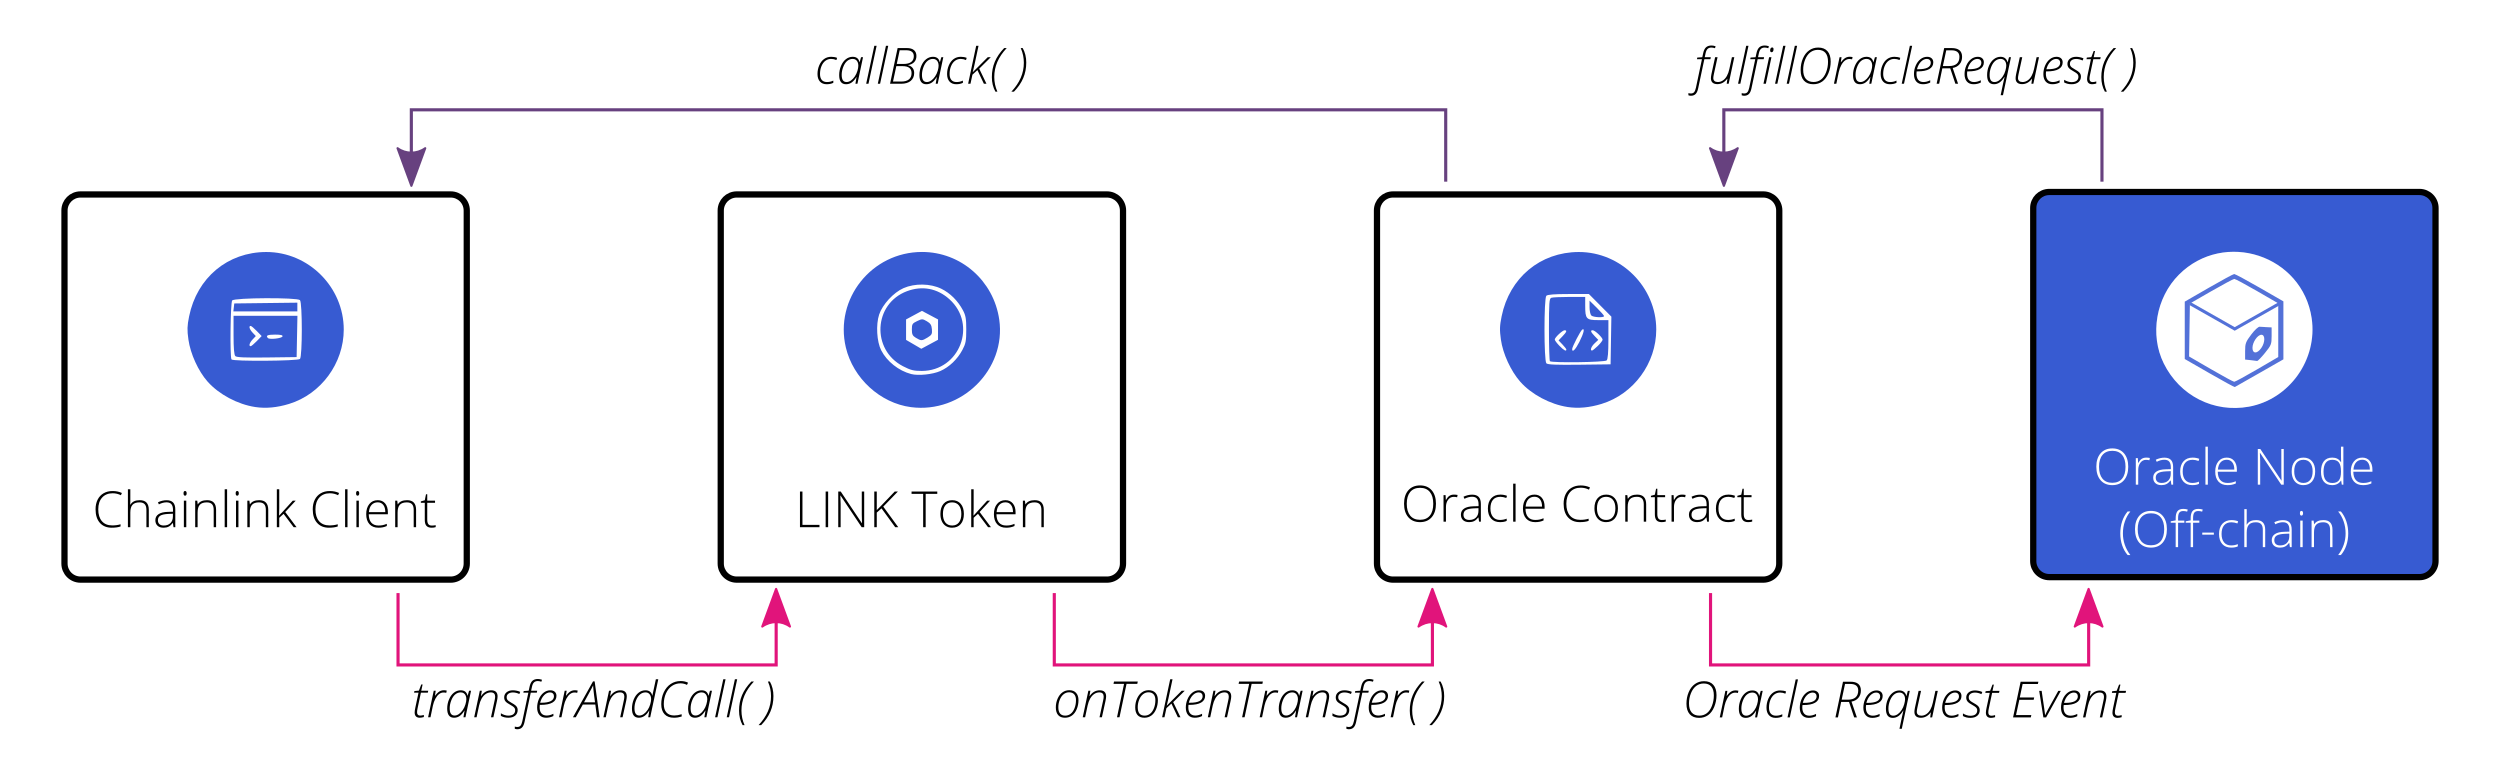 callBack()
fulfillOracleRequest()
Chainlink Client
LINK Token
Oracle Contract
Oracle Node
(Off-chain)
transferAndCall()
onTokenTransfer()
Oracle Request Event